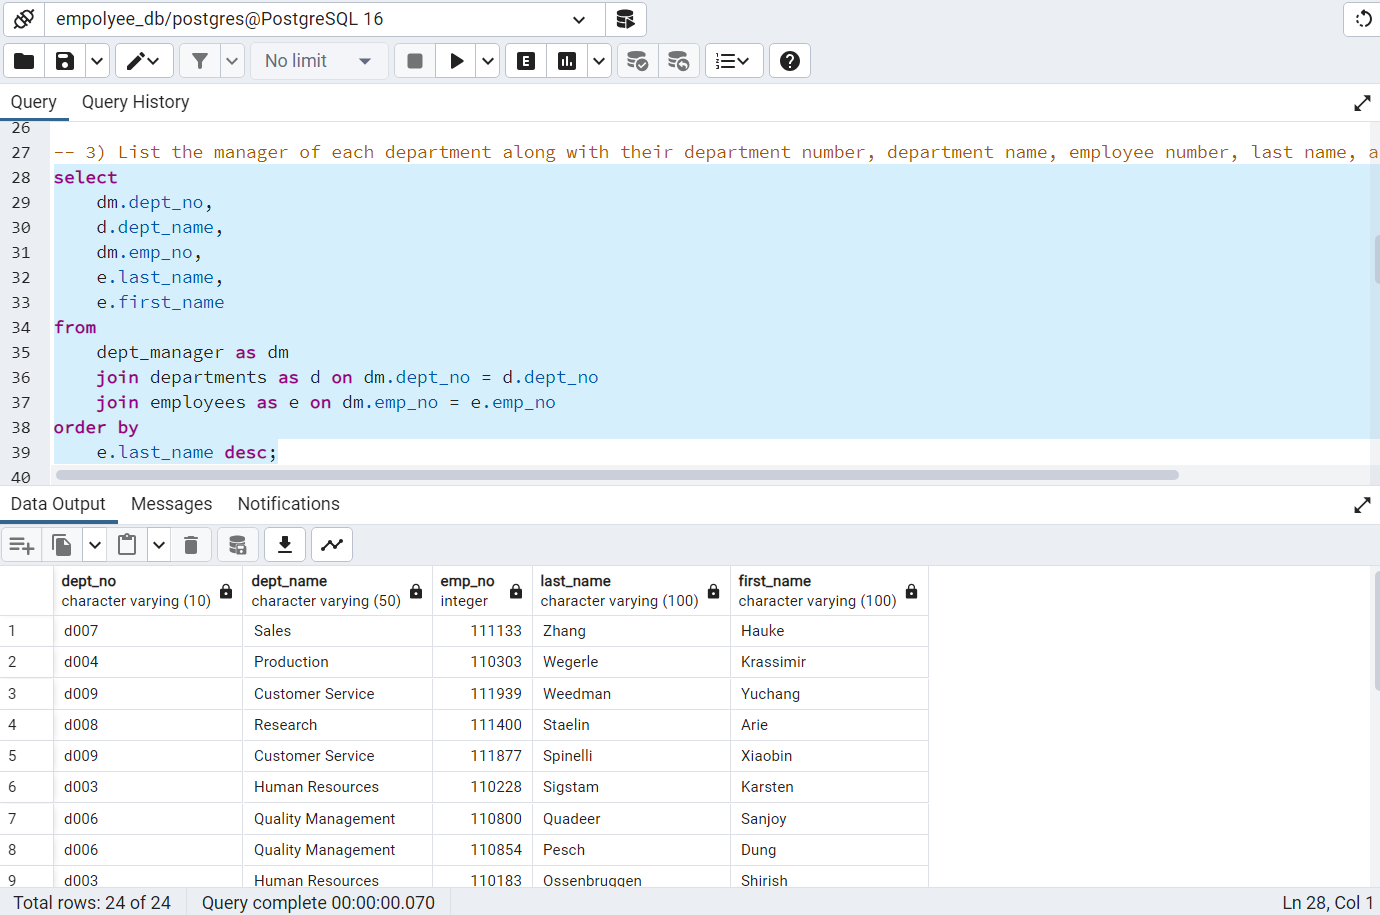 empolyee_db/postgres@PostgreSQL 16
No limit
E
Query Query History
26
27 -- 3) List the manager of each department along with their department number, department name, employee number, last name, a
28 select
29 dm.dept_no,
30 d.dept_name,
31 dm.emp_no,
32 e.last_name,
33 e.first_name
34 from
35 dept_manager as dm
36 join departments as d on dm.dept_no = d.dept_no
37 join employees as e on dm.emp_no = e.emp_no
38 order by
39 e.last_name desc;
40
Data Output Messages Notifications
dept_no dept_name emp_no last_name first_name
character varying (10) character varying (50) integer character varying (100) character varying (100)
1 d007 Sales 111133 Zhang Hauke
2 d004 Production 110303 Wegerle Krassimir
3 d009 Customer Service 111939 Weedman Yuchang
4 d008 Research 111400 Staelin Arie
5 d009 Customer Service 111877 Spinelli Xiaobin
6 d003 Human Resources 110228 Sigstam Karsten
7 d006 Quality Management 110800 Quadeer Sanjoy
8 d006 Quality Management 110854 Pesch Dung
9 d003 Human Resources 110183 Ossenbruggen Shirish
Total rows: 24 of 24 Query complete 00:00:00.070 Ln 28, Col 1